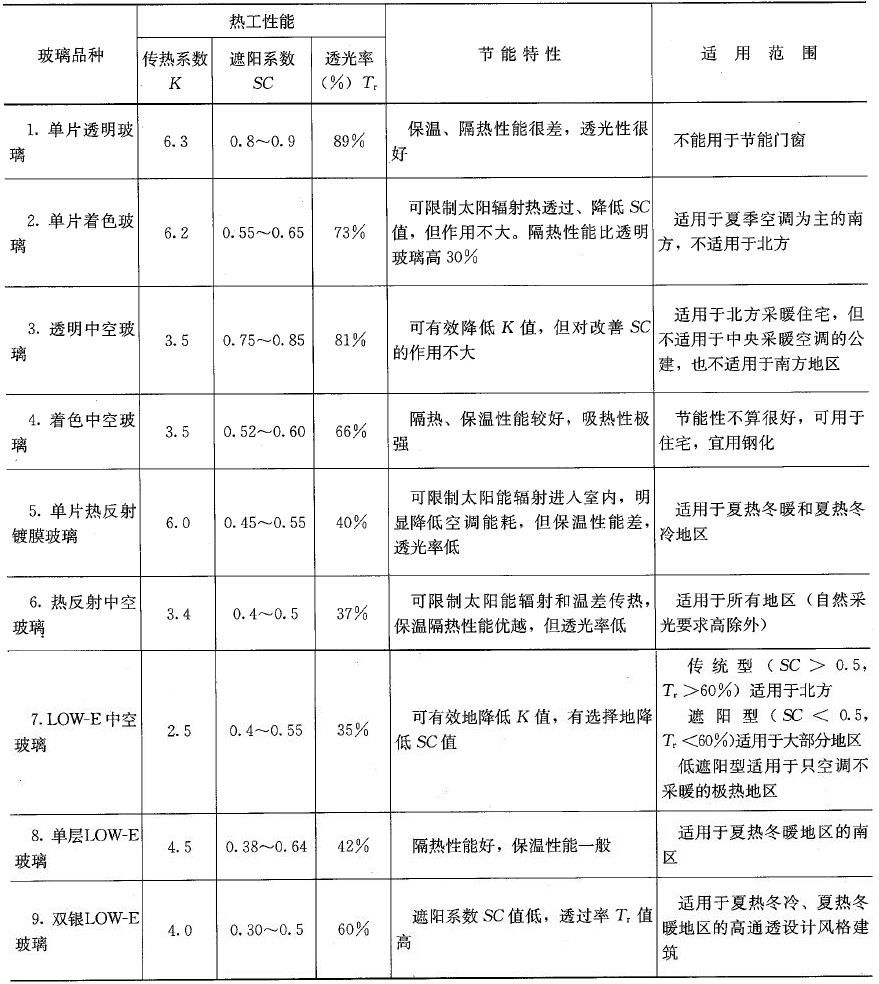 玻璃品种
热工性能
传热系数
K
遮阳系数
SC
透光率
(%) Tr
节能特性
适用范围
1. 单片透明玻
璃
6.3
0.8～0.9
89%
保温、隔热性能很差，透光性很
好
不能用于节能门窗
2. 单片着色玻
璃
6.2
0.55～0.65
73%
可限制太阳辐射热透过、降低 SC
值，但作用不大。隔热性能比透明
玻璃高30%
适用于夏季空调为主的南
方，不适用于北方
3. 透明中空玻
璃
3.5
0.75～0.85
81%
可有效降低 K 值，但对改善 SC
的作用不大
适用于北方采暖住宅，但
不适用于中央采暖空调的公
建，也不适用于南方地区
4. 着色中空玻
璃
3.5
0.52～0.60
66%
隔热、保温性能较好，吸热性极
强
节能性不算很好，可用于
住宅，宜用钢化
5. 单片热反射
镀膜玻璃
6.0
0.45～0.55
40%
可限制太阳能辐射进入室内，明
显降低空调能耗，但保温性能差，
透光率低
适用于夏热冬暖和夏热冬
冷地区
6. 热反射中空
玻璃
3.4
0.4～0.5
37%
可限制太阳能辐射和温差传热，
保温隔热性能优越，但透光率低
适用于所有地区（自然采
光要求高除外）
7. LOW-E 中空
玻璃
2.5
0.4～0.55
35%
可有效地降低 K 值，有选择地降
低 SC 值
传统型（SC＞0.5，
Tr＞60%）适用于北方
遮阳型（SC＜0.5，
Tr＜60%)适用于大部分地区
低遮阳型适用于只空调不
采暖的极热地区
8. 单层LOW-E
玻璃
4.5
0.38～0.64
42%
隔热性能好，保温性能一般
适用于夏热冬暖地区的南
区
9. 双银LOW-E
玻璃
4.0
0.30～0.5
60%
遮阳系数 SC 值低，透过率 Tr 值
高
适用于夏热冬冷、夏热冬
暖地区的高通透设计风格建
筑